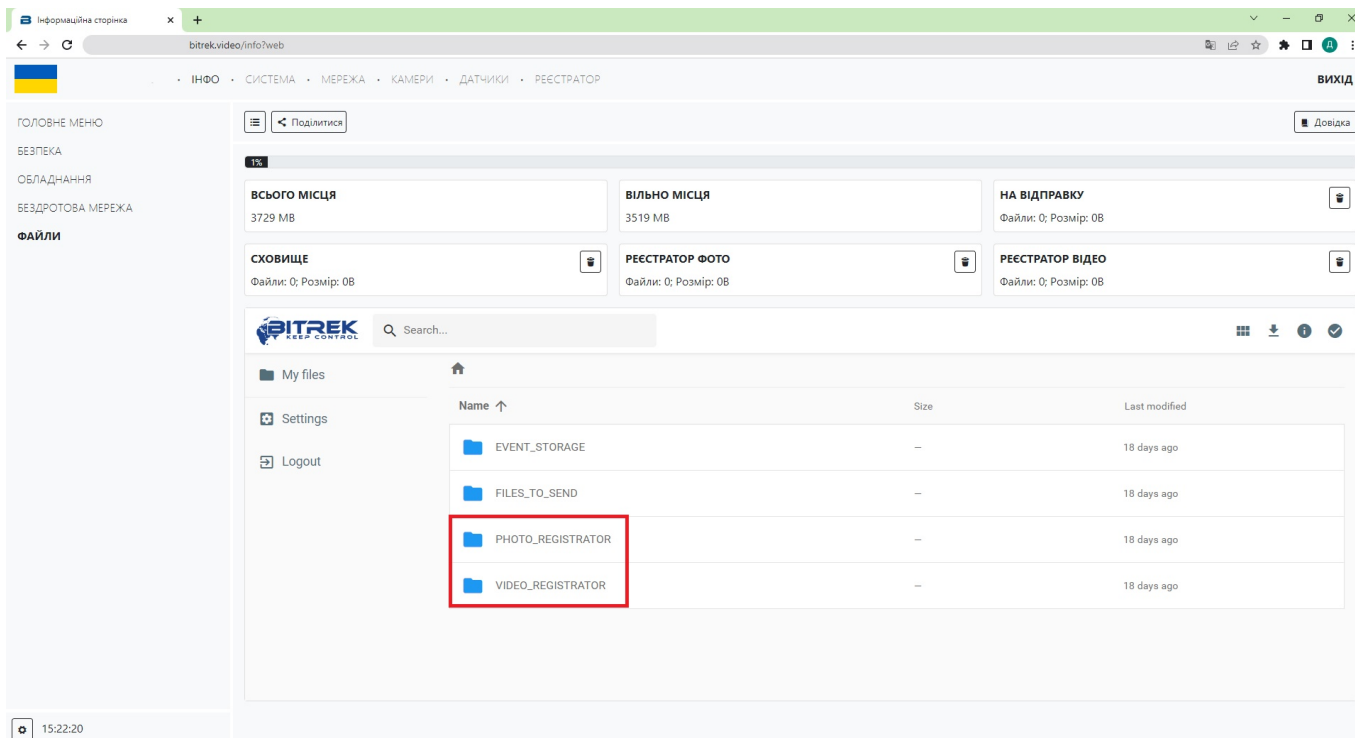 Інформаційна сторінка
bitrek.video/info?web
Д
• ІНФО • СИСТЕМА • МЕРЕЖА • КАМЕРИ • ДАТЧИКИ • РЕЄСТРАТОР
ВИХІД
ГОЛОВНЕ МЕНЮ
БЕЗПЕКА
ОБЛАДНАННЯ
БЕЗДРОТОВА МЕРЕЖА
ФАЙЛИ
Поділитися
Довідка
1%
ВСЬОГО МІСЦЯ
3729 MB
ВІЛЬНО МІСЦЯ
3519 MB
НА ВІДПРАВКУ
Файли: 0; Розмір: 0B
СХОВИЩЕ
Файли: 0; Розмір: 0B
РЕЄСТРАТОР ФОТО
Файли: 0; Розмір: 0B
РЕЄСТРАТОР ВІДЕО
Файли: 0; Розмір: 0B
BITREK
KEEP CONTROL
Search...
My files
Settings
Logout
Name Size Last modified
EVENT_STORAGE – 18 days ago
FILES_TO_SEND – 18 days ago
PHOTO_REGISTRATOR – 18 days ago
VIDEO_REGISTRATOR – 18 days ago
15:22:20